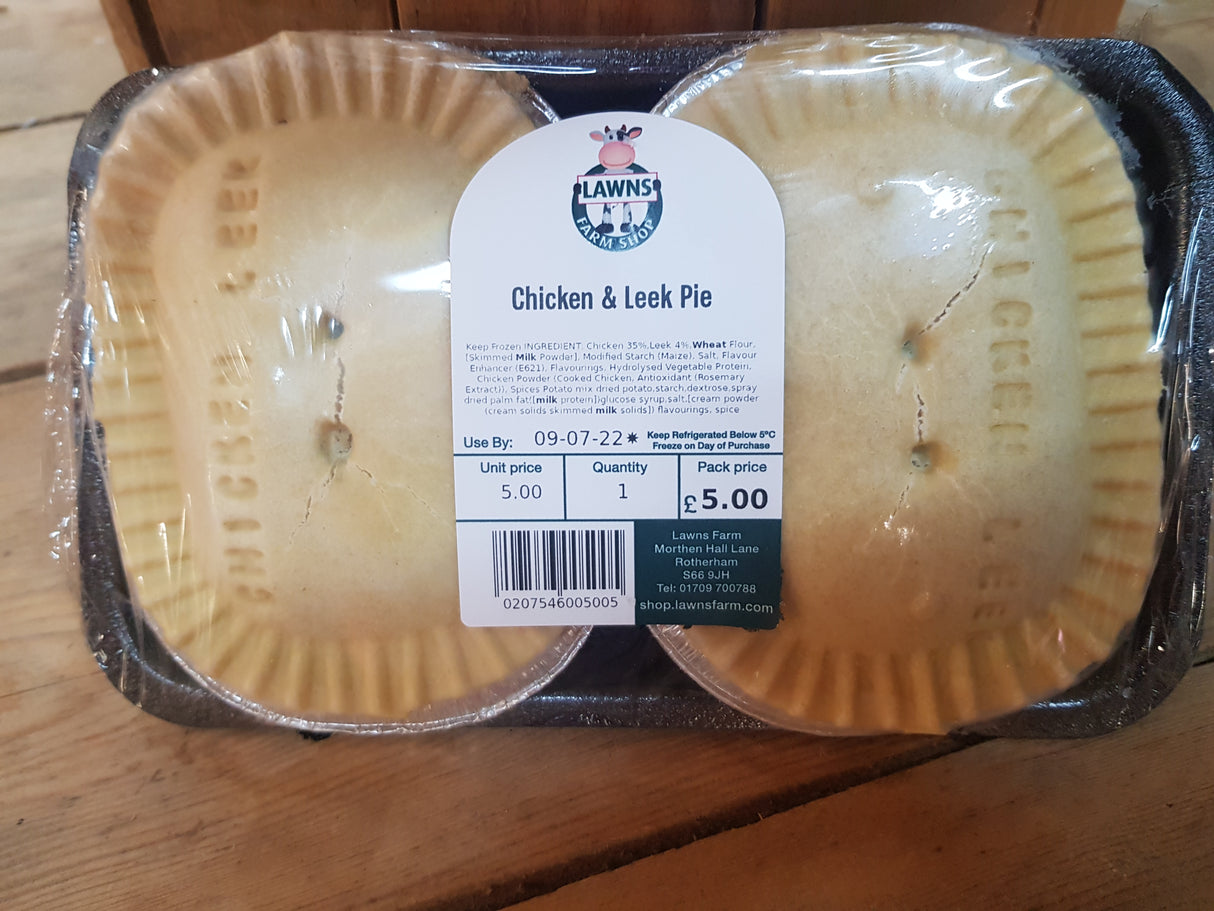 LAWNS
FARM SHOP
Chicken & Leek Pie
Keep Frozen INGREDIENT: Chicken 35%,Leek 4%,Wheat Flour,
[Skimmed Milk Powder], Modified Starch (Maize), Salt, Flavour
Enhancer (E621), Flavourings, Hydrolysed Vegetable Protein,
Chicken Powder (Cooked Chicken, Antioxidant (Rosemary
Extract)), Spices Potato mix dried potato,starch,dextrose,spray
dried palm fat![milk protein])glucose syrup,salt,[cream powder
(cream solids skimmed milk solids]) flavourings, spice
Use By: 09-07-22✷ Keep Refrigerated Below 5ºC
Freeze on Day of Purchase
Unit price Quantity Pack price
5.00 1 £5.00
Lawns Farm
Morthen Hall Lane
Rotherham
S66 9JH
Tel: 01709 700788
shop.lawnsfarm.com
0207546005005
CHICKEN LEEK
CHICKEN LEE